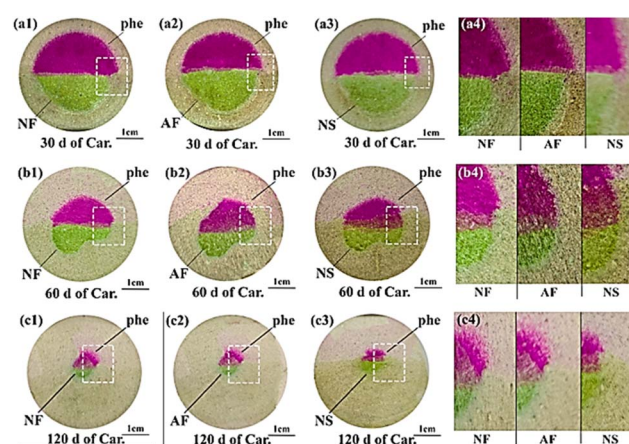 (a1) phe
NF 1cm
30 d of Car.
(a2) phe
AF 1cm
30 d of Car.
(a3) phe
NS 1cm
30 d of Car.
(a4)
NF AF NS
(b1) phe
NF 1cm
60 d of Car.
(b2) phe
AF 1cm
60 d of Car.
(b3) phe
NS 1cm
60 d of Car.
(b4)
NF AF NS
(c1) phe
NF 1cm
120 d of Car.
(c2) phe
AF 1cm
120 d of Car.
(c3) phe
NS 1cm
120 d of Car.
(c4)
NF AF NS